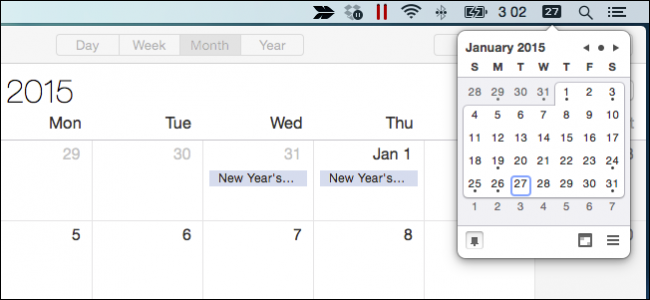 3 02 27
Day Week Month Year
2015
Mon Tue Wed Thu
29 30 31 Jan 1
New Year's... New Year's...
5 6 7 8
January 2015
S M T W T F S
28 29 30 31 1 2 3
4 5 6 7 8 9 10
11 12 13 14 15 16 17
18 19 20 21 22 23 24
25 26 27 28 29 30 31
1 2 3 4 5 6 7